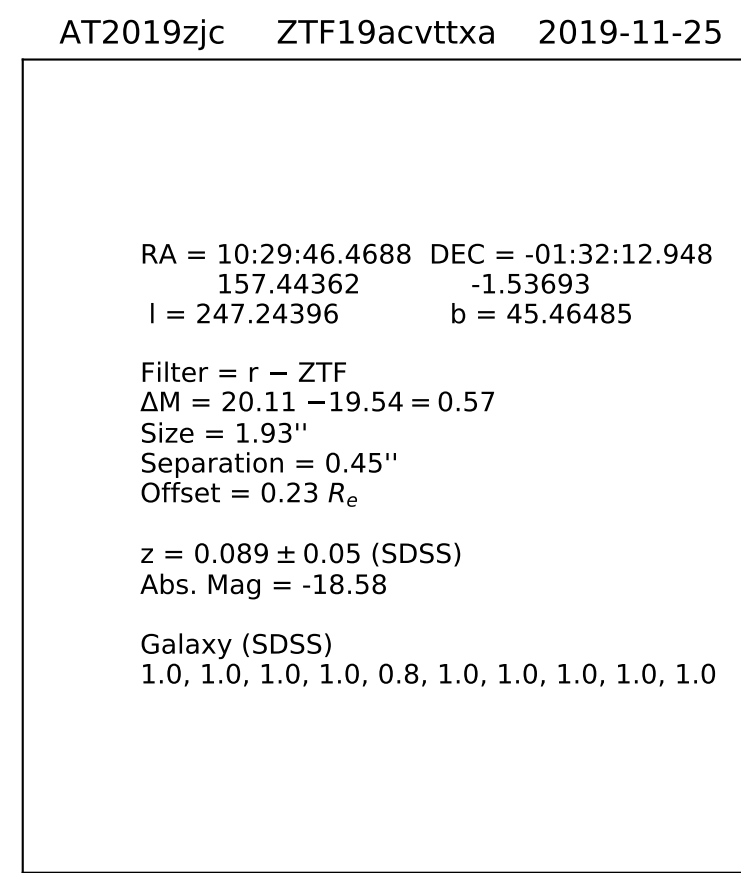 AT2019zjc ZTF19acvttxa 2019-11-25
RA = 10:29:46.4688 DEC = -01:32:12.948
157.44362 -1.53693
l = 247.24396 b = 45.46485
Filter = r − ZTF
ΔM = 20.11 −19.54 = 0.57
Size = 1.93''
Separation = 0.45''
Offset = 0.23 Rₑ
z = 0.089 ± 0.05 (SDSS)
Abs. Mag = -18.58
Galaxy (SDSS)
1.0, 1.0, 1.0, 1.0, 0.8, 1.0, 1.0, 1.0, 1.0, 1.0